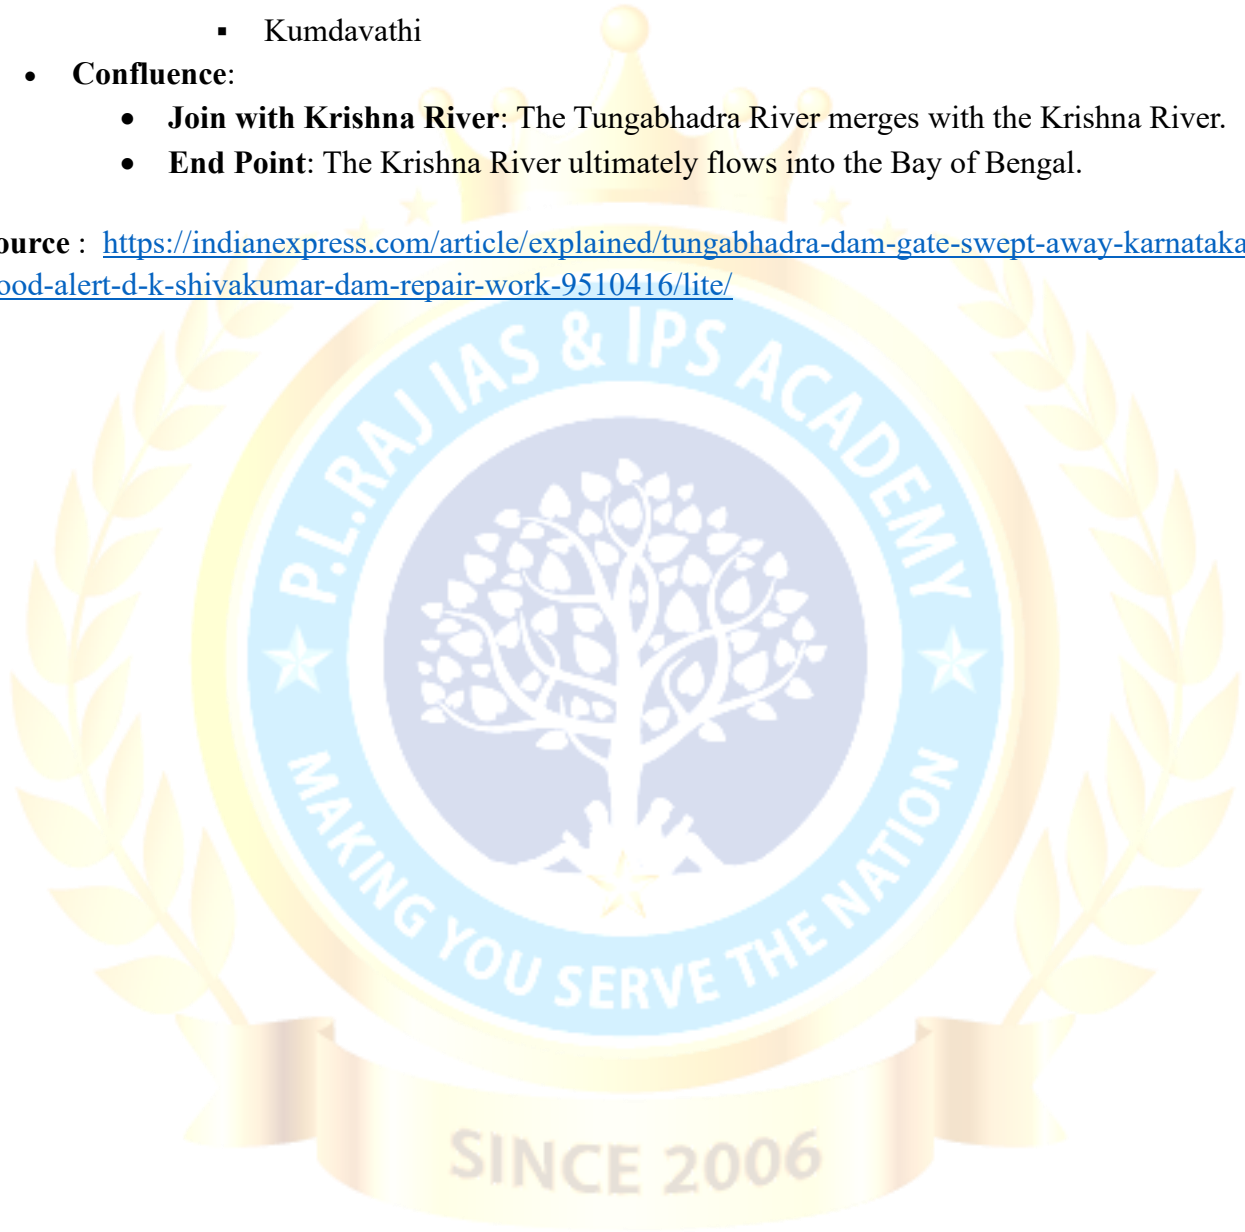 ▪ Kumdavathi
• Confluence:
• Join with Krishna River: The Tungabhadra River merges with the Krishna River.
• End Point: The Krishna River ultimately flows into the Bay of Bengal.
ource : https://indianexpress.com/article/explained/tungabhadra-dam-gate-swept-away-karnataka
ood-alert-d-k-shivakumar-dam-repair-work-9510416/lite/
P.L.RAJ IAS & IPS ACADEMY
MAKING YOU SERVE THE NATION
SINCE 2006